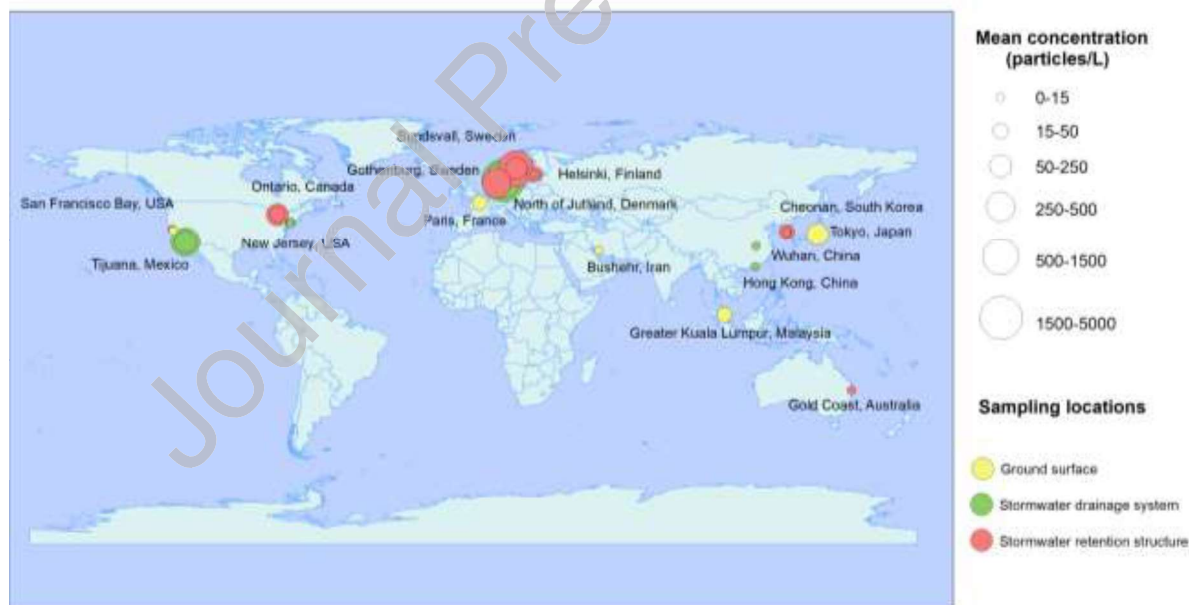 Journal Pre
Sundsvall, Sweden
Gothenburg, Sweden
Helsinki, Finland
Ontario, Canada
San Francisco Bay, USA
North of Jutland, Denmark
Cheonan, South Korea
Paris, France
Tokyo, Japan
New Jersey, USA
Wuhan, China
Tijuana, Mexico
Bushehr, Iran
Hong Kong, China
Greater Kuala Lumpur, Malaysia
Gold Coast, Australia
Mean concentration
(particles/L)
0-15
15-50
50-250
250-500
500-1500
1500-5000
Sampling locations
Ground surface
Stormwater drainage system
Stormwater retention structure